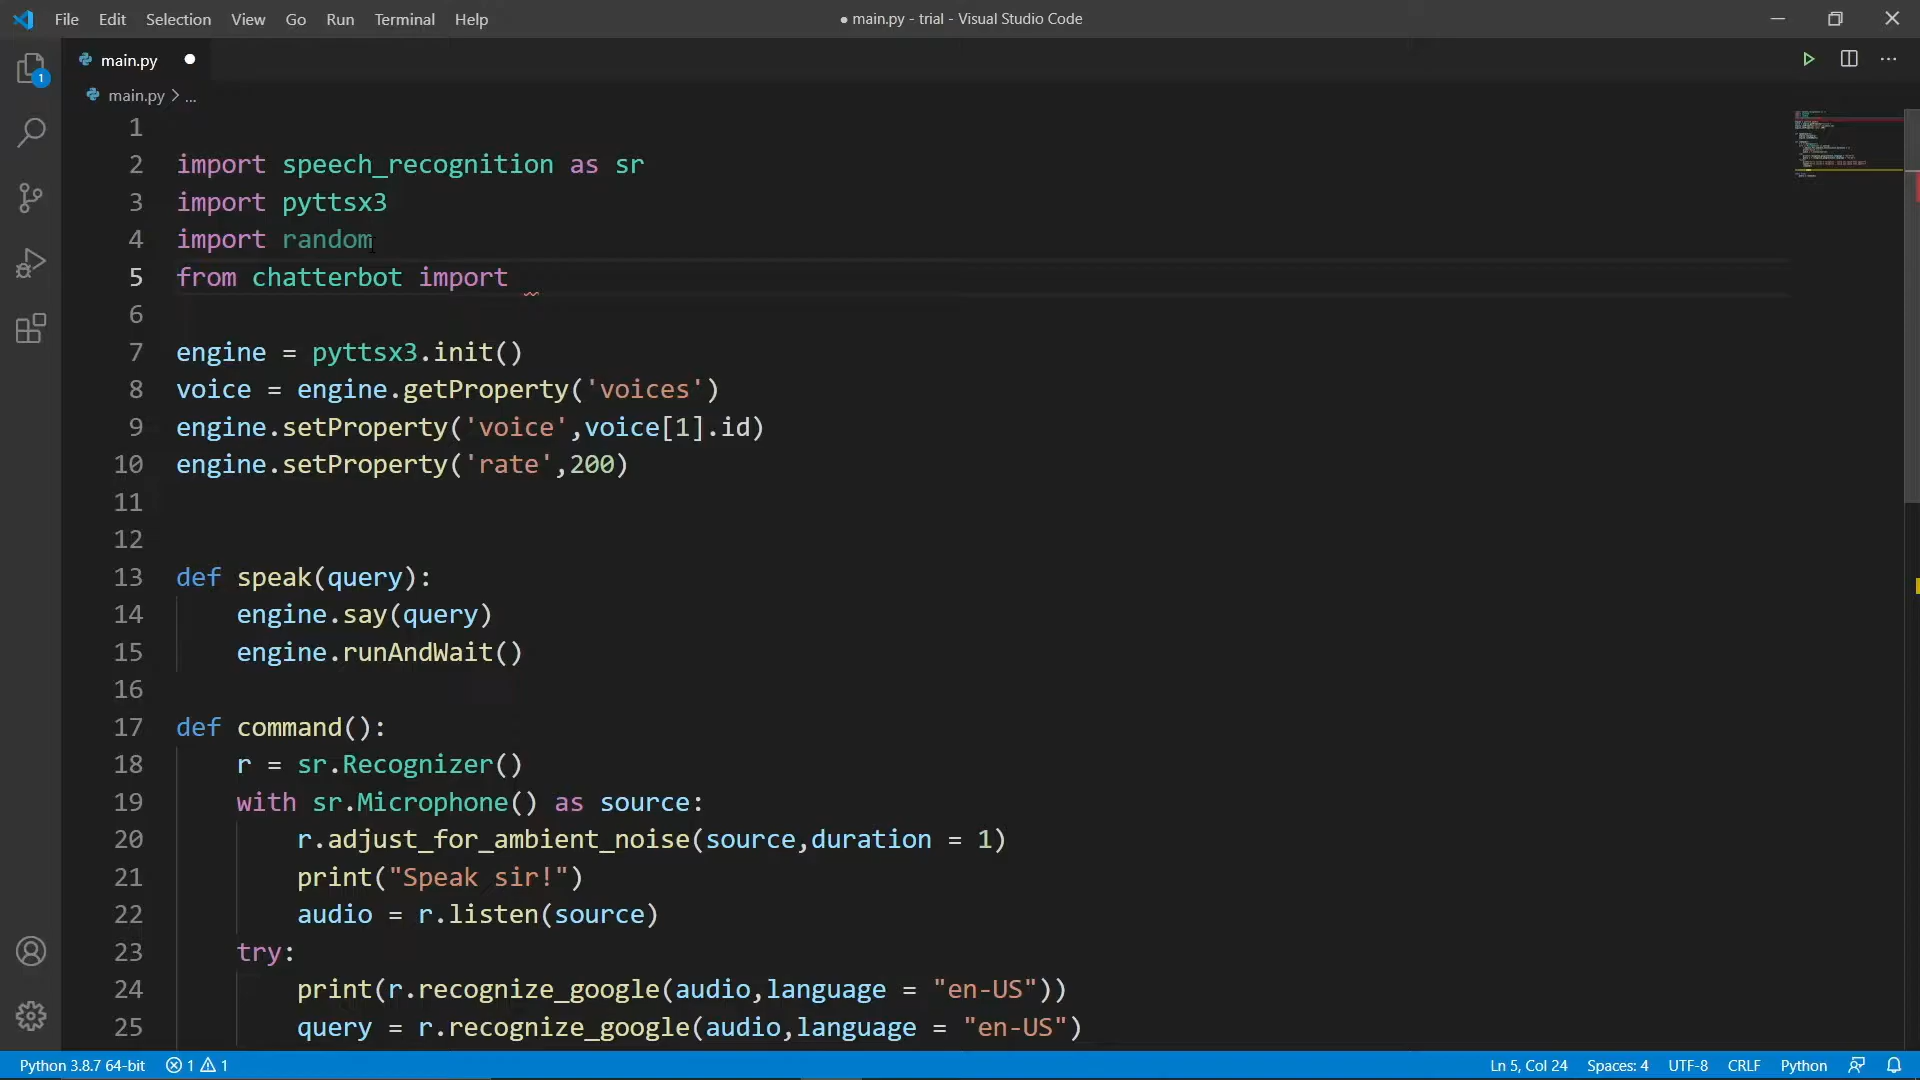 File Edit Selection View Go Run Terminal Help
● main.py - trial - Visual Studio Code
main.py
main.py > ...
1
1
2 import speech_recognition as sr
3 import pyttsx3
4 import random
5 from chatterbot import
6
7 engine = pyttsx3.init()
8 voice = engine.getProperty('voices')
9 engine.setProperty('voice',voice[1].id)
10 engine.setProperty('rate',200)
11
12
13 def speak(query):
14 engine.say(query)
15 engine.runAndWait()
16
17 def command():
18 r = sr.Recognizer()
19 with sr.Microphone() as source:
20 r.adjust_for_ambient_noise(source,duration = 1)
21 print("Speak sir!")
22 audio = r.listen(source)
23 try:
24 print(r.recognize_google(audio,language = "en-US"))
25 query = r.recognize_google(audio,language = "en-US")
Python 3.8.7 64-bit 1 1 Ln 5, Col 24 Spaces: 4 UTF-8 CRLF Python